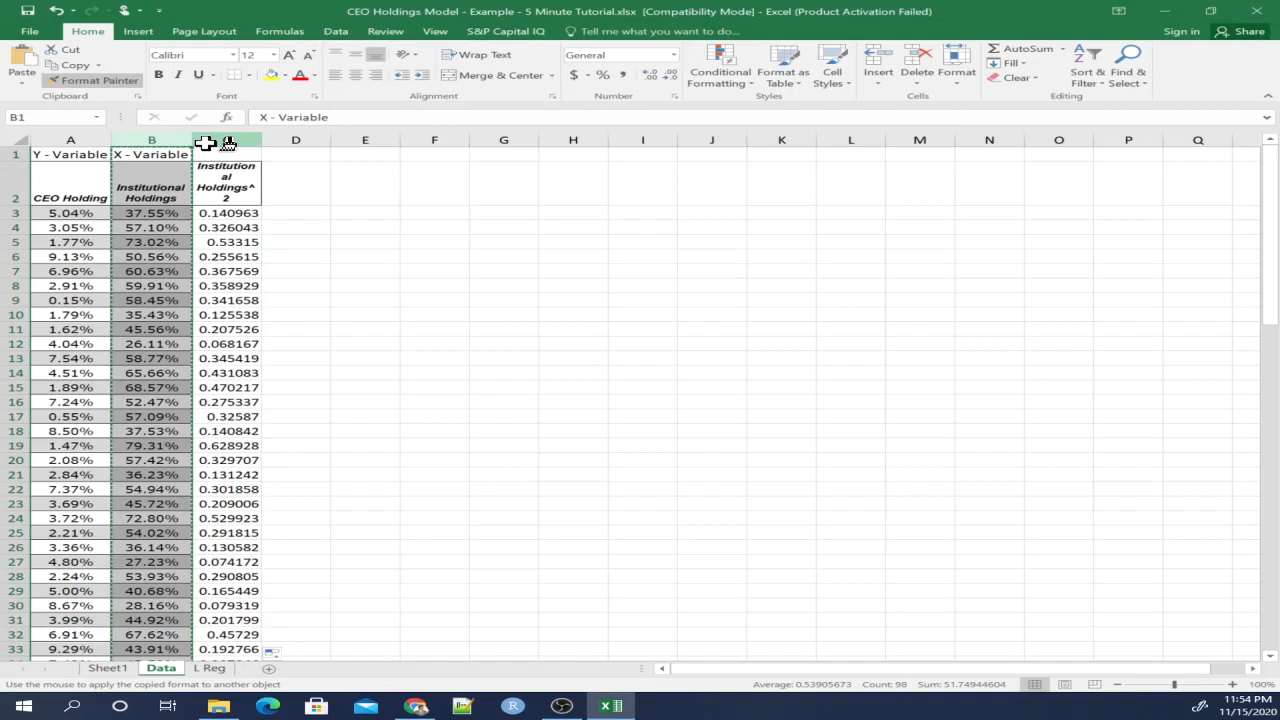 CEO Holdings Model - Example - 5 Minute Tutorial.xlsx [Compatibility Mode] - Excel (Product Activation Failed)
File Home Insert Page Layout Formulas Data Review View S&P Capital IQ Tell me what you want to do... Sign in Share
Paste Cut Copy Format Painter Clipboard
Calibri 12 B I U A Font
Wrap Text Merge & Center Alignment
General $ % Number
Conditional Formatting Format as Table Cell Styles Styles
Insert Delete Format Cells
AutoSum Fill Clear Sort & Filter Find & Select Editing
B1 fx X - Variable
A B D E F G H I J K L M N O P Q
1 Y - Variable X - Variable
2 CEO Holding Institutional Holdings Institutional Holdings^2
3 5.04% 37.55% 0.140963
4 3.05% 57.10% 0.326043
5 1.77% 73.02% 0.53315
6 9.13% 50.56% 0.255615
7 6.96% 60.63% 0.367569
8 2.91% 59.91% 0.358929
9 0.15% 58.45% 0.341658
10 1.79% 35.43% 0.125538
11 1.62% 45.56% 0.207526
12 4.04% 26.11% 0.068167
13 7.54% 58.77% 0.345419
14 4.51% 65.66% 0.431083
15 1.89% 68.57% 0.470217
16 7.24% 52.47% 0.275337
17 0.55% 57.09% 0.32587
18 8.50% 37.53% 0.140842
19 1.47% 79.31% 0.628928
20 2.08% 57.42% 0.329707
21 2.84% 36.23% 0.131242
22 7.37% 54.94% 0.301858
23 3.69% 45.72% 0.209006
24 3.72% 72.80% 0.529923
25 2.21% 54.02% 0.291815
26 3.36% 36.14% 0.130582
27 4.80% 27.23% 0.074172
28 2.24% 53.93% 0.290805
29 5.00% 40.68% 0.165449
30 8.67% 28.16% 0.079319
31 3.99% 44.92% 0.201799
32 6.91% 67.62% 0.45729
33 9.29% 43.91% 0.192766
Sheet1 Data L Reg
Use the mouse to apply the copied format to another object Average: 0.53905673 Count: 98 Sum: 51.74944604 100%
11:54 PM
11/15/2020